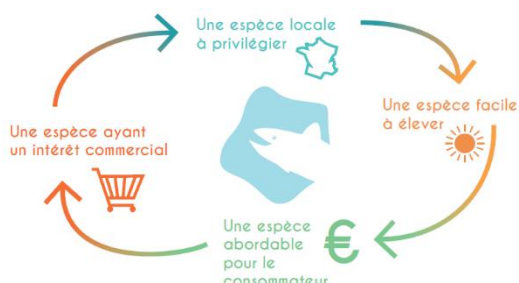 Une espèce locale
à privilégier
Une espèce facile
à élever
Une espèce ayant
un intérêt commercial
Une espèce
abordable
pour le
consommateur
€